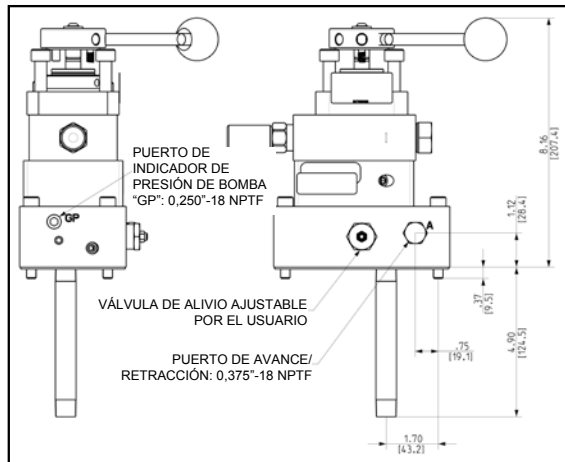 PUERTO DE
INDICADOR DE
PRESIÓN DE BOMBA
“GP”: 0,250”-18 NPTF
GP
A
VÁLVULA DE ALIVIO AJUSTABLE
POR EL USUARIO
PUERTO DE AVANCE/
RETRACCIÓN: 0,375”-18 NPTF
8.16
[207.4]
1.12
[28.4]
.37
[9.5]
4.90
[124.5]
.75
[19.1]
1.70
[43.2]